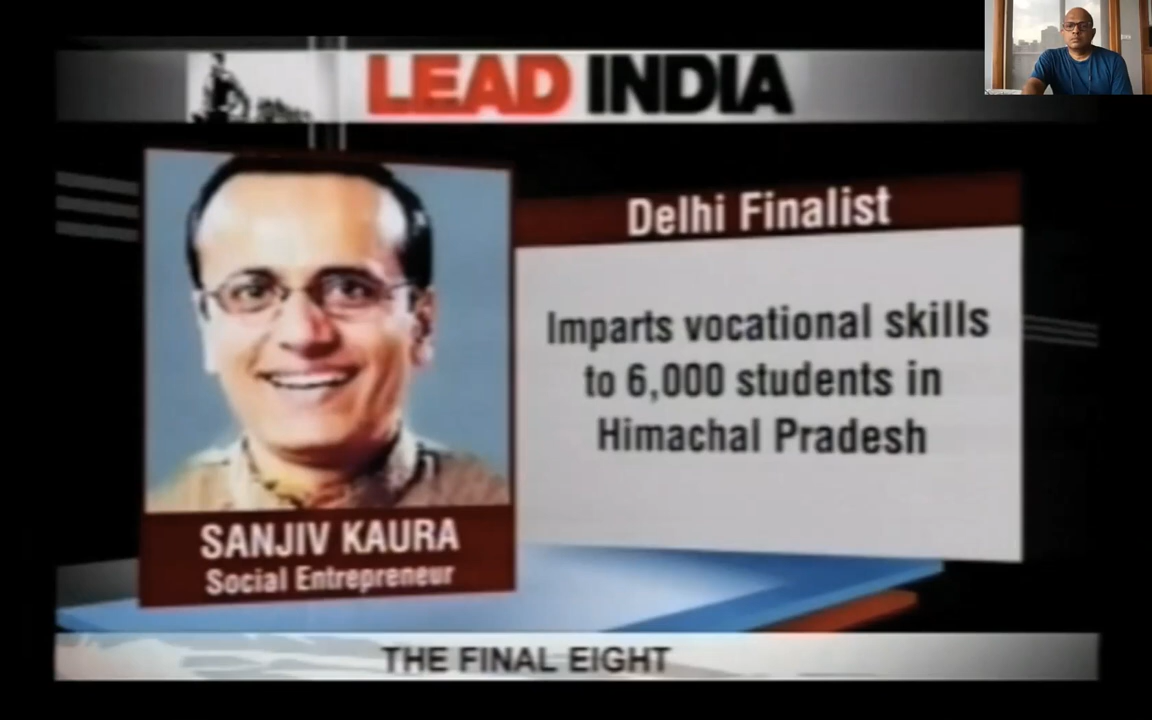 LEAD INDIA
Delhi Finalist
Imparts vocational skills
to 6,000 students in
Himachal Pradesh
SANJIV KAURA
Social Entrepreneur
THE FINAL EIGHT